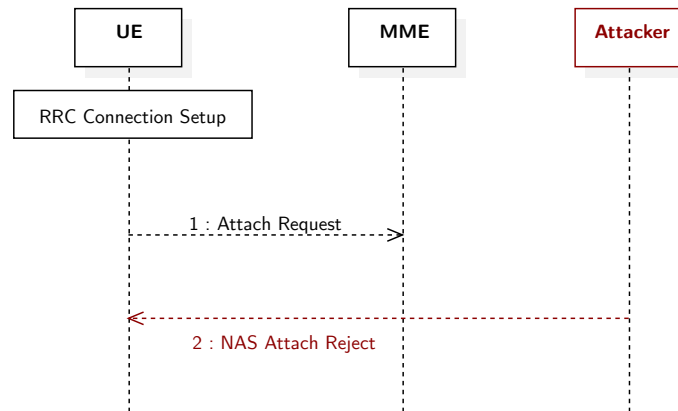 UE
MME
Attacker
RRC Connection Setup
1 : Attach Request
2 : NAS Attach Reject